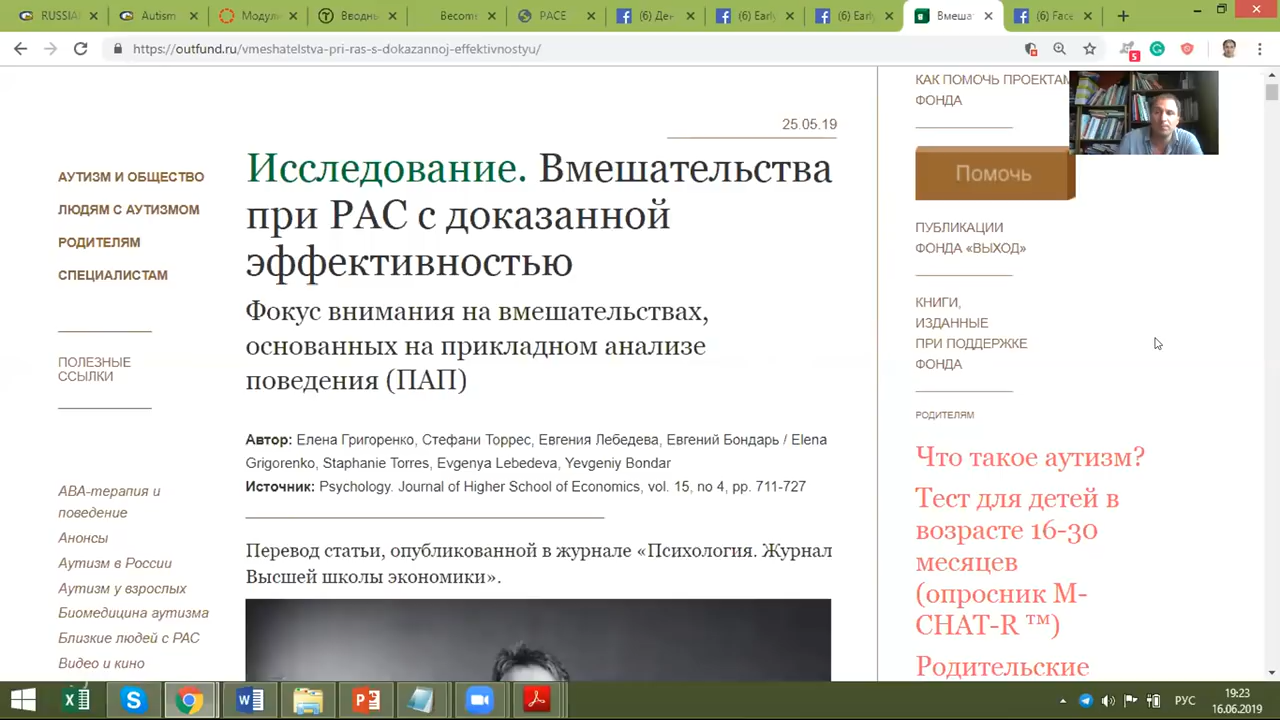 RUSSIA
Autism
Модули
Вводны
Becomi
PACE
(6) Ден
(6) Early
(6) Early
Вмеша
(6) Face
https://outfund.ru/vmeshatelstva-pri-ras-s-dokazannoj-effektivnostyu/
5
АУТИЗМ И ОБЩЕСТВО
ЛЮДЯМ С АУТИЗМОМ
РОДИТЕЛЯМ
СПЕЦИАЛИСТАМ
ПОЛЕЗНЫЕ
ССЫЛКИ
АВА-терапия и
поведение
Анонсы
Аутизм в России
Аутизм у взрослых
Биомедицина аутизма
Близкие людей с РАС
Видео и кино
25.05.19
Исследование. Вмешательства
при РАС с доказанной
эффективностью
Фокус внимания на вмешательствах,
основанных на прикладном анализе
поведения (ПАП)
Автор: Елена Григоренко, Стефани Торрес, Евгения Лебедева, Евгений Бондарь / Elena
Grigorenko, Staphanie Torres, Evgenya Lebedeva, Yevgeniy Bondar
Источник: Psychology. Journal of Higher School of Economics, vol. 15, no 4, pp. 711-727
Перевод статьи, опубликованной в журнале «Психология. Журнал
Высшей школы экономики».
КАК ПОМОЧЬ ПРОЕКТАМ
ФОНДА
Помочь
ПУБЛИКАЦИИ
ФОНДА «ВЫХОД»
КНИГИ,
ИЗДАННЫЕ
ПРИ ПОДДЕРЖКЕ
ФОНДА
РОДИТЕЛЯМ
Что такое аутизм?
Тест для детей в
возрасте 16-30
месяцев
(опросник M-
CHAT-R ™)
Родительские
РУС
19:23
16.06.2019